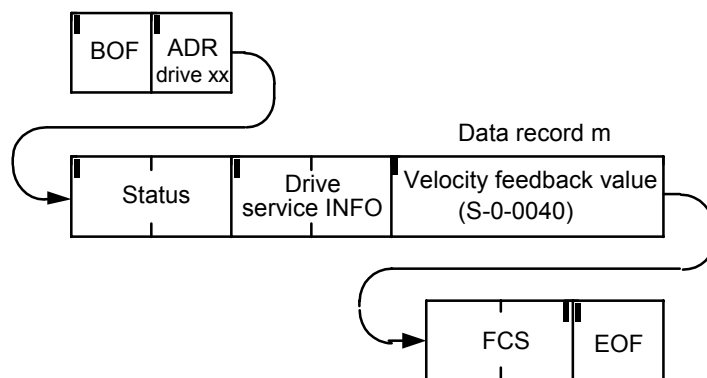 BOF
ADR
drive xx
Data record m
Status
Drive
service INFO
Velocity feedback value
(S-0-0040)
FCS
EOF